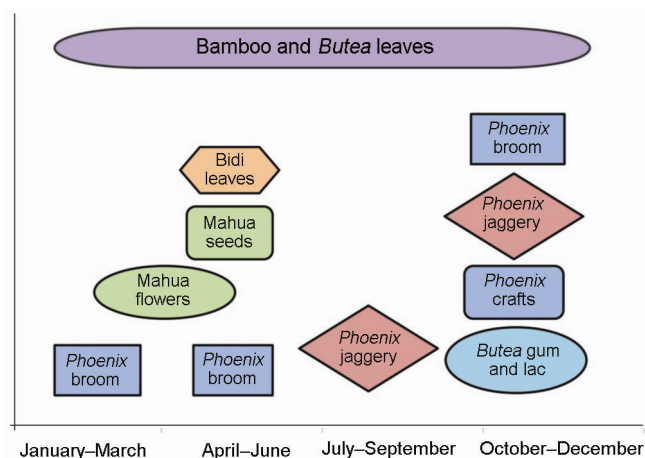 Bamboo and Butea leaves
Phoenix
broom
Bidi
leaves
Phoenix
jaggery
Mahua
seeds
Mahua
flowers
Phoenix
crafts
Phoenix
broom
Phoenix
broom
Phoenix
jaggery
Butea gum
and lac
January–March
April–June
July–September
October–December